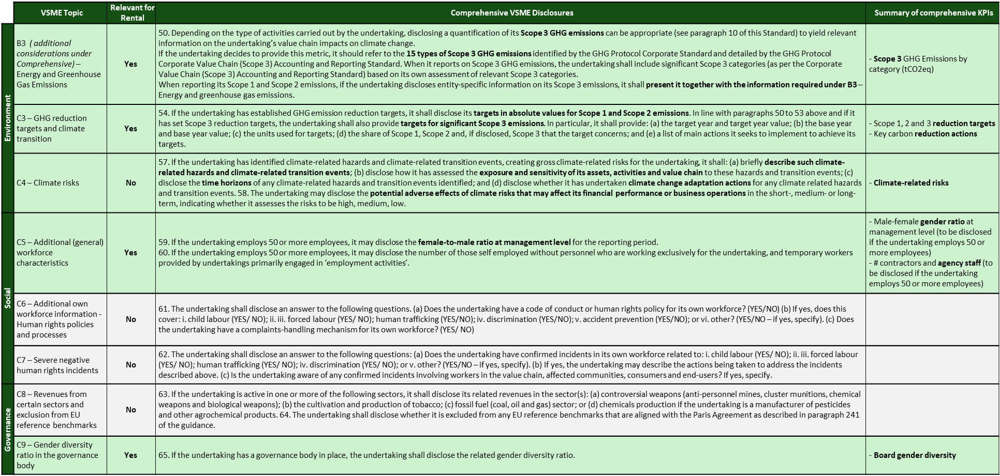 VSME Topic
Relevant for
Rental
Comprehensive VSME Disclosures
Summary of comprehensive KPIs
Environment
B3 ( additional
considerations under
Comprehensive) –
Energy and Greenhouse
Gas Emissions
Yes
50. Depending on the type of activities carried out by the undertaking, disclosing a quantification of its Scope 3 GHG emissions can be appropriate (see paragraph 10 of this Standard) to yield relevant
information on the undertaking's value chain impacts on climate change.
If the undertaking decides to provide this metric, it should refer to the 15 types of Scope 3 GHG emissions identified by the GHG Protocol Corporate Standard and detailed by the GHG Protocol
Corporate Value Chain (Scope 3) Accounting and Reporting Standard. When it reports on Scope 3 GHG emissions, the undertaking shall include significant Scope 3 categories (as per the Corporate
Value Chain (Scope 3) Accounting and Reporting Standard) based on its own assessment of relevant Scope 3 categories.
When reporting its Scope 1 and Scope 2 emissions, if the undertaking discloses entity-specific information on its Scope 3 emissions, it shall present it together with the information required under B3 –
Energy and greenhouse gas emissions.
- Scope 3 GHG Emissions by
category (tCO2eq)
C3 – GHG reduction
targets and climate
transition
Yes
54. If the undertaking has established GHG emission reduction targets, it shall disclose its targets in absolute values for Scope 1 and Scope 2 emissions. In line with paragraphs 50 to 53 above and if it
has set Scope 3 reduction targets, the undertaking shall also provide targets for significant Scope 3 emissions. In particular, it shall provide: (a) the target year and target year value; (b) the base year
and base year value; (c) the units used for targets; (d) the share of Scope 1, Scope 2 and, if disclosed, Scope 3 that the target concerns; and (e) a list of main actions it seeks to implement to achieve its
targets.
- Scope 1, 2 and 3 reduction targets
- Key carbon reduction actions
C4 – Climate risks
No
57. If the undertaking has identified climate-related hazards and climate-related transition events, creating gross climate-related risks for the undertaking, it shall: (a) briefly describe such climate-
related hazards and climate-related transition events; (b) disclose how it has assessed the exposure and sensitivity of its assets, activities and value chain to these hazards and transition events; (c)
disclose the time horizons of any climate-related hazards and transition events identified; and (d) disclose whether it has undertaken climate change adaptation actions for any climate related hazards
and transition events. 58. The undertaking may disclose the potential adverse effects of climate risks that may affect its financial performance or business operations in the short-, medium- or long-
term, indicating whether it assesses the risks to be high, medium, low.
- Climate-related risks
Social
C5 – Additional (general)
workforce
characteristics
Yes
59. If the undertaking employs 50 or more employees, it may disclose the female-to-male ratio at management level for the reporting period.
60. If the undertaking employs 50 or more employees, it may disclose the number of those self employed without personnel who are working exclusively for the undertaking, and temporary workers
provided by undertakings primarily engaged in 'employment activities'.
- Male-female gender ratio at
management level (to be disclosed
if the undertaking employs 50 or
more employees)
- # contractors and agency staff (to
be disclosed if the undertaking
employs 50 or more employees)
C6 – Additional own
workforce information -
Human rights policies
and processes
No
61. The undertaking shall disclose an answer to the following questions. (a) Does the undertaking have a code of conduct or human rights policy for its own workforce? (YES/NO) (b) If yes, does this
cover: i. child labour (YES/ NO); ii. iii. forced labour (YES/ NO); human trafficking (YES/NO); iv. discrimination (YES/NO); v. accident prevention (YES/NO); or vi. other? (YES/NO – if yes, specify). (c) Does
the undertaking have a complaints-handling mechanism for its own workforce? (YES/ NO)
C7 – Severe negative
human rights incidents
No
62. The undertaking shall disclose an answer to the following questions: (a) Does the undertaking have confirmed incidents in its own workforce related to: i. child labour (YES/ NO); ii. iii. forced labour
(YES/ NO); human trafficking (YES/ NO); iv. discrimination (YES/ NO); or v. other? (YES/NO – if yes, specify). (b) If yes, the undertaking may describe the actions being taken to address the incidents
described above. (c) Is the undertaking aware of any confirmed incidents involving workers in the value chain, affected communities, consumers and end-users? If yes, specify.
Governance
C8 – Revenues from
certain sectors and
exclusion from EU
reference benchmarks
No
63. If the undertaking is active in one or more of the following sectors, it shall disclose its related revenues in the sector(s): (a) controversial weapons (anti-personnel mines, cluster munitions, chemical
weapons and biological weapons); (b) the cultivation and production of tobacco; (c) fossil fuel (coal, oil and gas) sector; or (d) chemicals production if the undertaking is a manufacturer of pesticides
and other agrochemical products. 64. The undertaking shall disclose whether it is excluded from any EU reference benchmarks that are aligned with the Paris Agreement as described in paragraph 241
of the guidance.
C9 – Gender diversity
ratio in the governance
body
Yes
65. If the undertaking has a governance body in place, the undertaking shall disclose the related gender diversity ratio.
- Board gender diversity